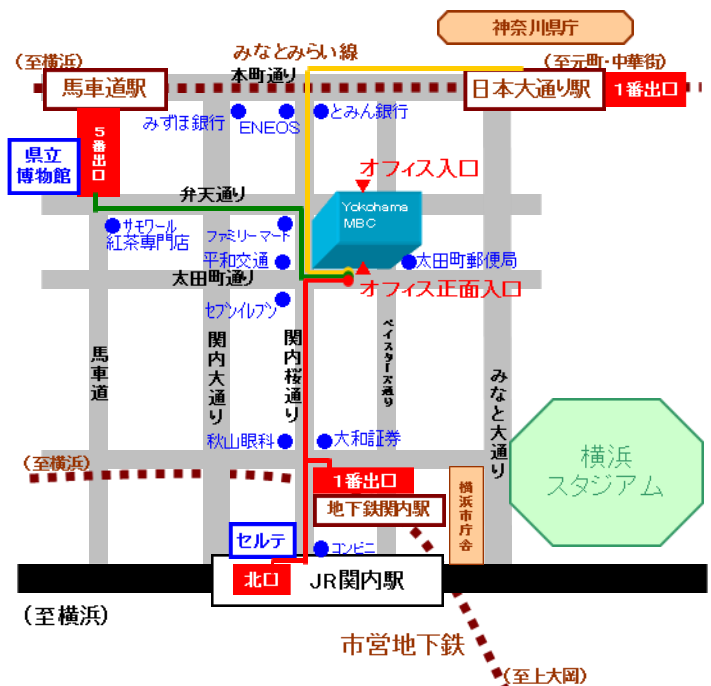 神奈川県庁
みなとみらい線
(至横浜)
本町通り
(至元町・中華街)
馬車道駅
日本大通り駅
1番出口
みずほ銀行
ENEOS
とみん銀行
5番出口
県立
博物館
オフィス入口
弁天通り
Yokohama
MBC
サモワール
紅茶専門店
ファミリーマート
平和交通
太田町郵便局
太田町通り
オフィス正面入口
セブンイレブン
馬車道
関内大通り
関内桜通り
ベイスターズ通り
みなと大通り
秋山眼科
大和証券
横浜
スタジアム
(至横浜)
1番出口
地下鉄関内駅
横浜市庁舎
セルテ
コンビニ
北口
JR関内駅
(至横浜)
市営地下鉄
(至上大岡)